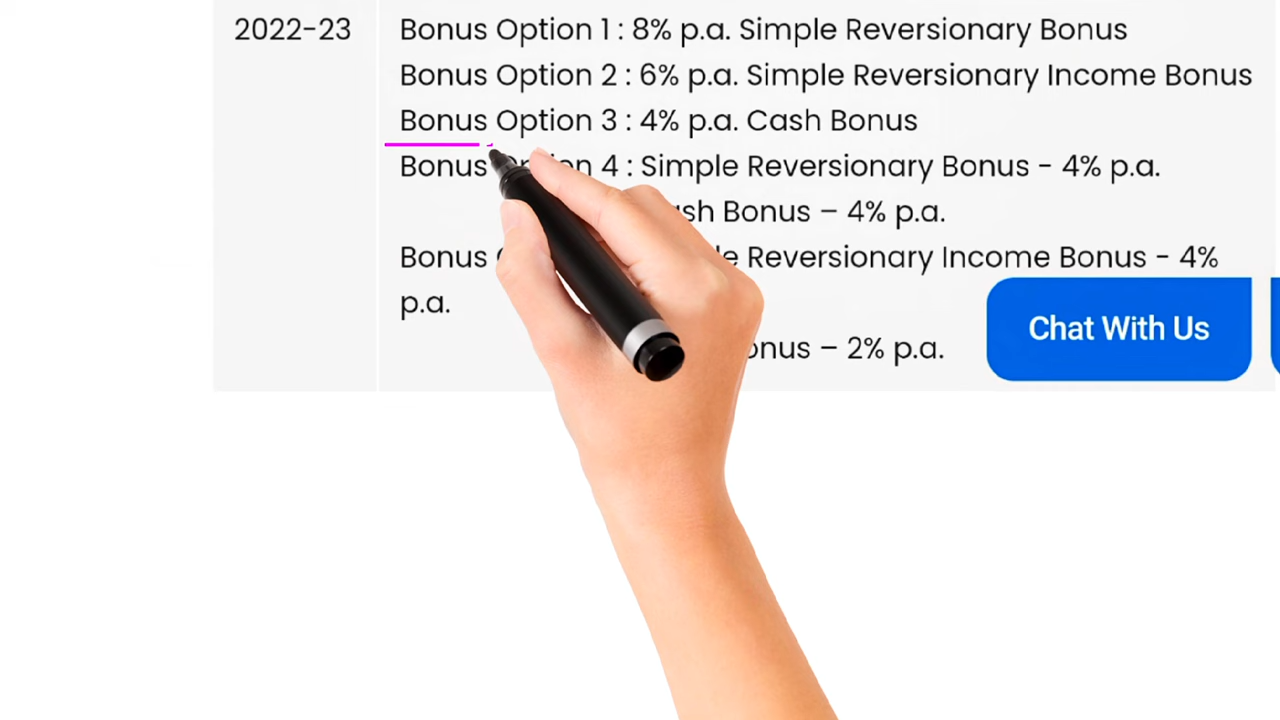 2022-23
Bonus Option 1 : 8% p.a. Simple Reversionary Bonus
Bonus Option 2 : 6% p.a. Simple Reversionary Income Bonus
Bonus Option 3 : 4% p.a. Cash Bonus
Bonus 4 : Simple Reversionary Bonus - 4% p.a.
Bonus – 4% p.a.
Bonus Reversionary Income Bonus - 4%
p.a.
– 2% p.a.
Chat With Us